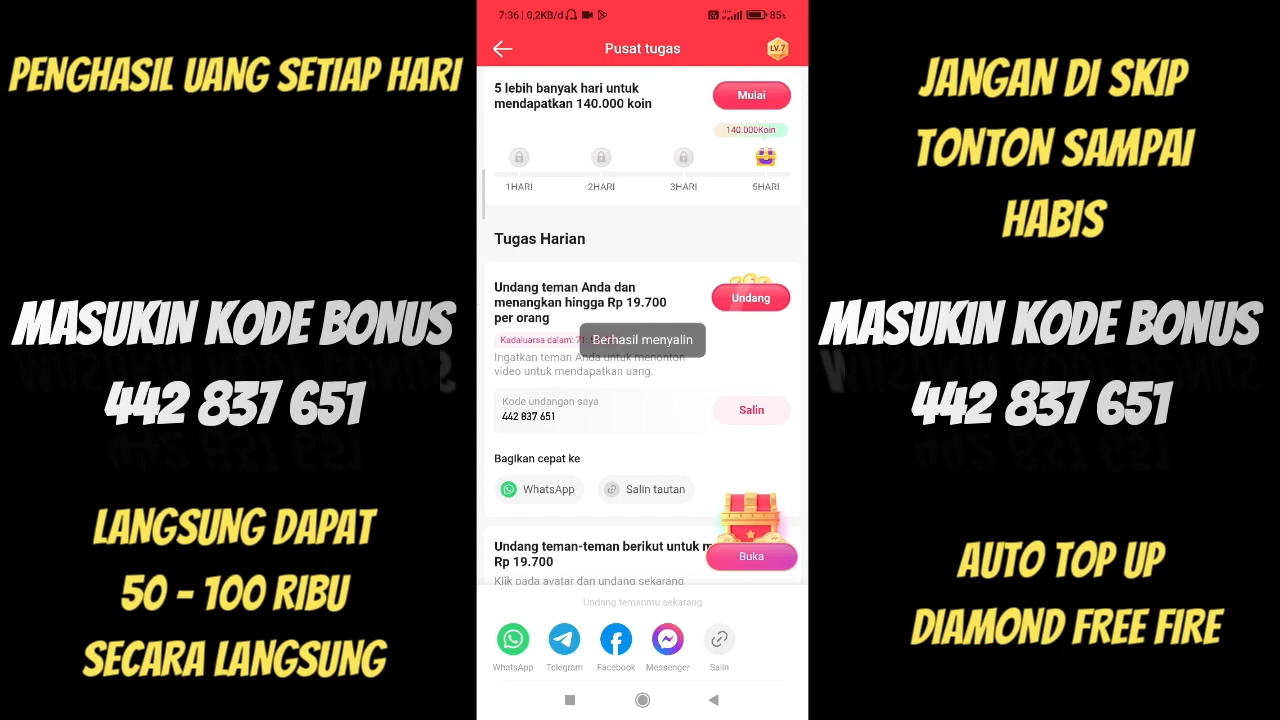 PENGHASIL UANG SETIAP HARI
MASUKIN KODE BONUS
442 837 651
LANGSUNG DAPAT
50 - 100 RIBU
SECARA LANGSUNG
7:36 | 0,2KB/d
85%
Pusat tugas
LV.7
5 lebih banyak hari untuk
mendapatkan 140.000 koin
Mulai
140.000Koin
1HARI 2HARI 3HARI 5HARI
Tugas Harian
Undang teman Anda dan
menangkan hingga Rp 19.700
per orang
Undang
Kadaluarsa dalam: 71:
Berhasil menyalin
Ingatkan teman Anda untuk menonton
video untuk mendapatkan uang.
Kode undangan saya
442 837 651
Salin
Bagikan cepat ke
WhatsApp
Salin tautan
Undang teman-teman berikut untuk
Rp 19.700
Buka
Klik pada avatar dan undang sekarang
Undang temanmu sekarang
WhatsApp Telegram Facebook Messenger Salin
JANGAN DI SKIP
TONTON SAMPAI
HABIS
MASUKIN KODE BONUS
442 837 651
AUTO TOP UP
DIAMOND FREE FIRE